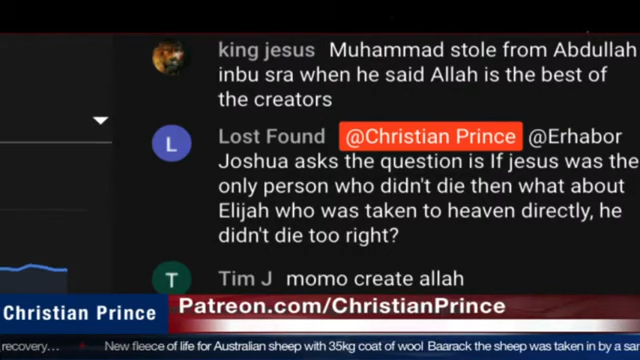 king jesus Muhammad stole from Abdullah
inbu sra when he said Allah is the best of
the creators
L Lost Found @Christian Prince @Erhabor
Joshua asks the question is If jesus was the
only person who didn't die then what about
Elijah who was taken to heaven directly, he
didn't die too right?
T Tim J momo create allah
Christian Prince Patreon.com/ChristianPrince
recovery... New fleece of life for Australian sheep with 35kg coat of wool Baarack the sheep was taken in by a